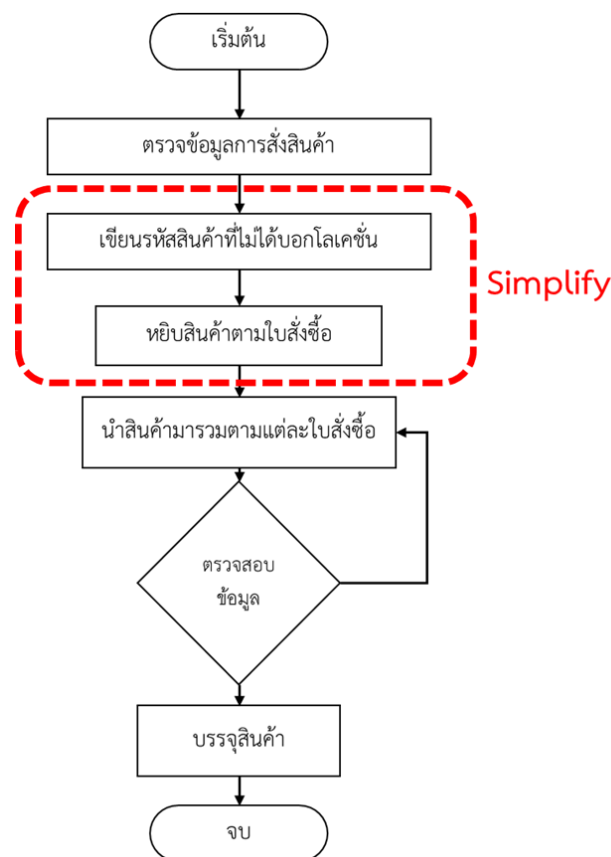 เริ่มต้น
ตรวจข้อมูลการสั่งสินค้า
เขียนรหัสสินค้าที่ไม่ได้บอกโลเคชั่น
Simplify
หยิบสินค้าตามใบสั่งซื้อ
นำสินค้ามารวมตามแต่ละใบสั่งซื้อ
ตรวจสอบ
ข้อมูล
บรรจุสินค้า
จบ